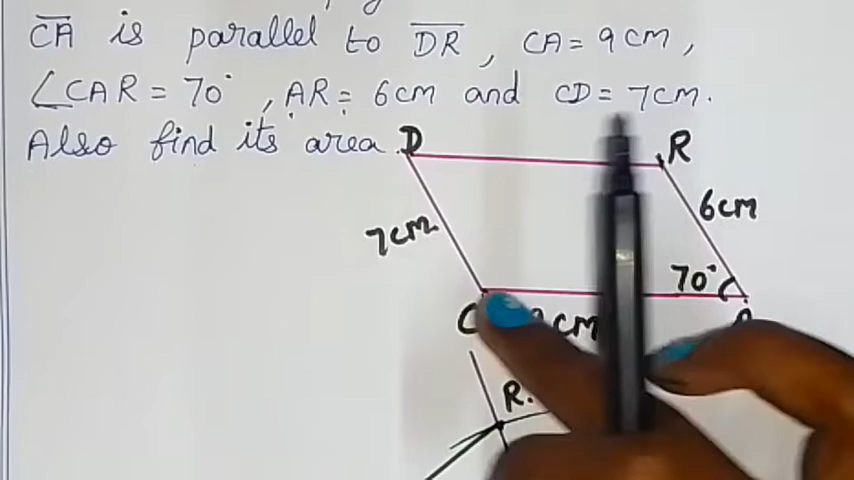 CA is parallel to DR, CA = 9cm,
∠CAR = 70°, AR = 6cm and CD = 7cm.
Also find its area.
D
R
7cm
6cm
70°
C
cm
R.